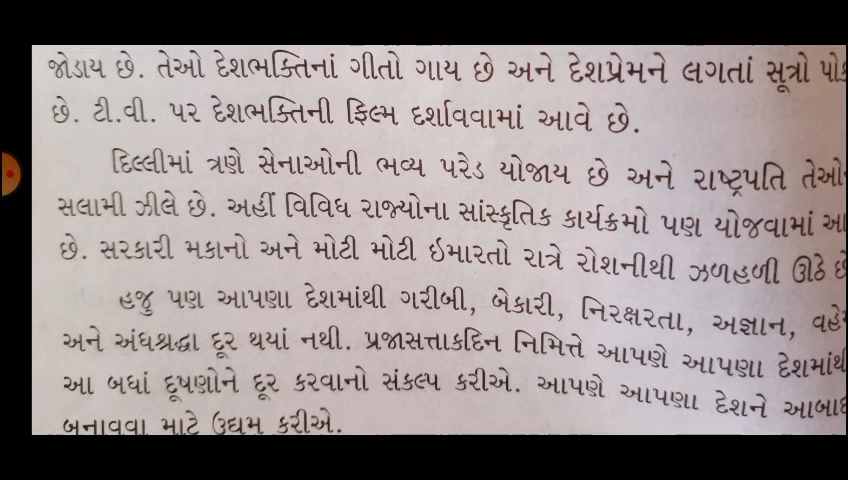 જોડાય છે. તેઓ દેશભક્તિનાં ગીતો ગાય છે અને દેશપ્રેમને લગતાં સૂત્રો
છે. ટી.વી. પર દેશભક્તિની ફિલ્મ દર્શાવવામાં આવે છે.
દિલ્લીમાં ત્રણે સેનાઓની ભવ્ય પરેડ યોજાય છે અને રાષ્ટ્રપતિ
સલામી ઝીલે છે. અહીં વિવિધ રાજ્યોના સાંસ્કૃતિક કાર્યક્રમો પણ યોજવામાં
છે. સરકારી મકાનો અને મોટી મોટી ઇમારતો રાત્રે રોશનીથી ઝળહળી ઊઠે છે
હજુ પણ આપણા દેશમાંથી ગરીબી, બેકારી, નિરક્ષરતા, અજ્ઞાન,
અને અંધશ્રદ્ધા દૂર થયાં નથી. પ્રજાસત્તાકદિન નિમિત્તે આપણે આપણા દેશમાંથી
આ બધાં દૂષણોને દૂર કરવાનો સંકલ્પ કરીએ. આપણે આપણા દેશને
બનાવવા માટે ઉદ્યમ કરીએ.